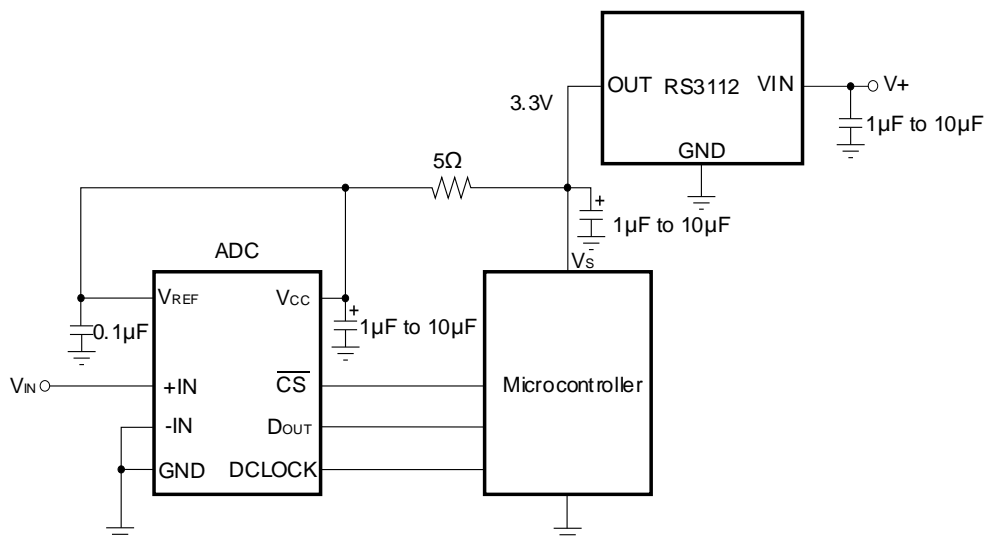 OUT RS3112 VIN V+
3.3V
1µF to 10µF
GND
5Ω
+
1µF to 10µF
ADC
VS
VREF VCC
+
0.1µF 1µF to 10µF
VIN +IN CS Microcontroller
-IN DOUT
GND DCLOCK